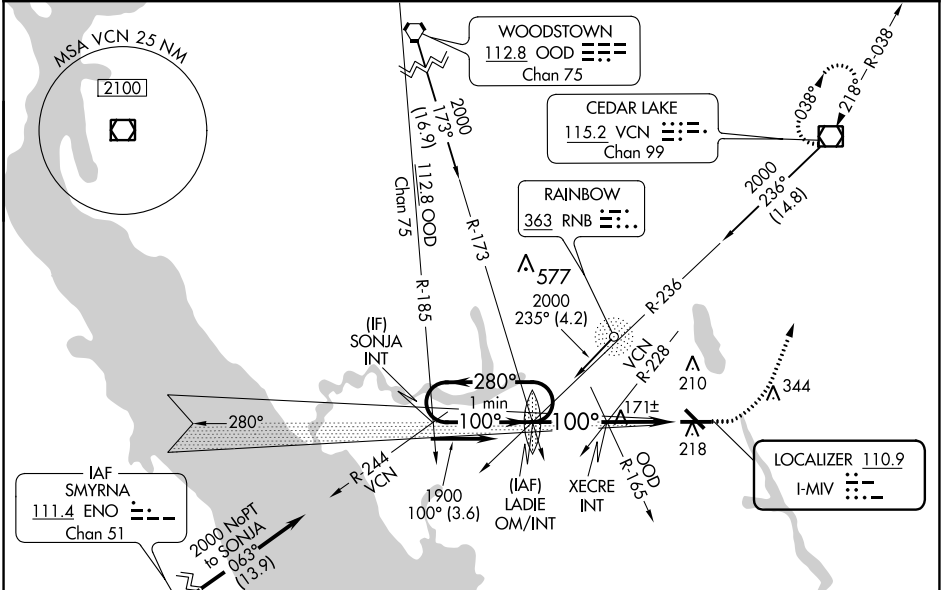 MSA VCN 25 NM
2100
WOODSTOWN
112.8 OOD
Chan 75
2000
173°
(16.9)
112.8 OOD
Chan 75
R-173
R-185
CEDAR LAKE
115.2 VCN
Chan 99
038°
218°
R-038
2000
236°
(14.8)
R-236
RAINBOW
363 RNB
577
2000
235° (4.2)
VCN
R-228
210
344
171±
218
(IF)
SONJA
INT
280°
1 min
100°
100°
280°
R-244
VCN
1900
100° (3.6)
(IAF)
LADIE
OM/INT
XECRE
INT
OOD
R-165
LOCALIZER 110.9
I-MIV
IAF
SMYRNA
111.4 ENO
Chan 51
2000 NoPT
to SONJA
063°
(13.9)